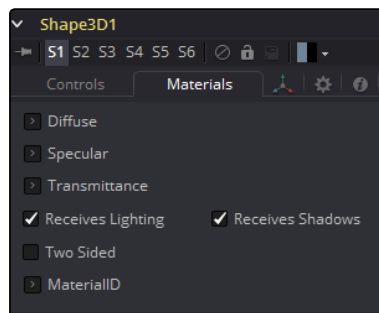 Shape3D1
S1 S2 S3 S4 S5 S6
Controls Materials
Diffuse
Specular
Transmittance
Receives Lighting Receives Shadows
Two Sided
MaterialID